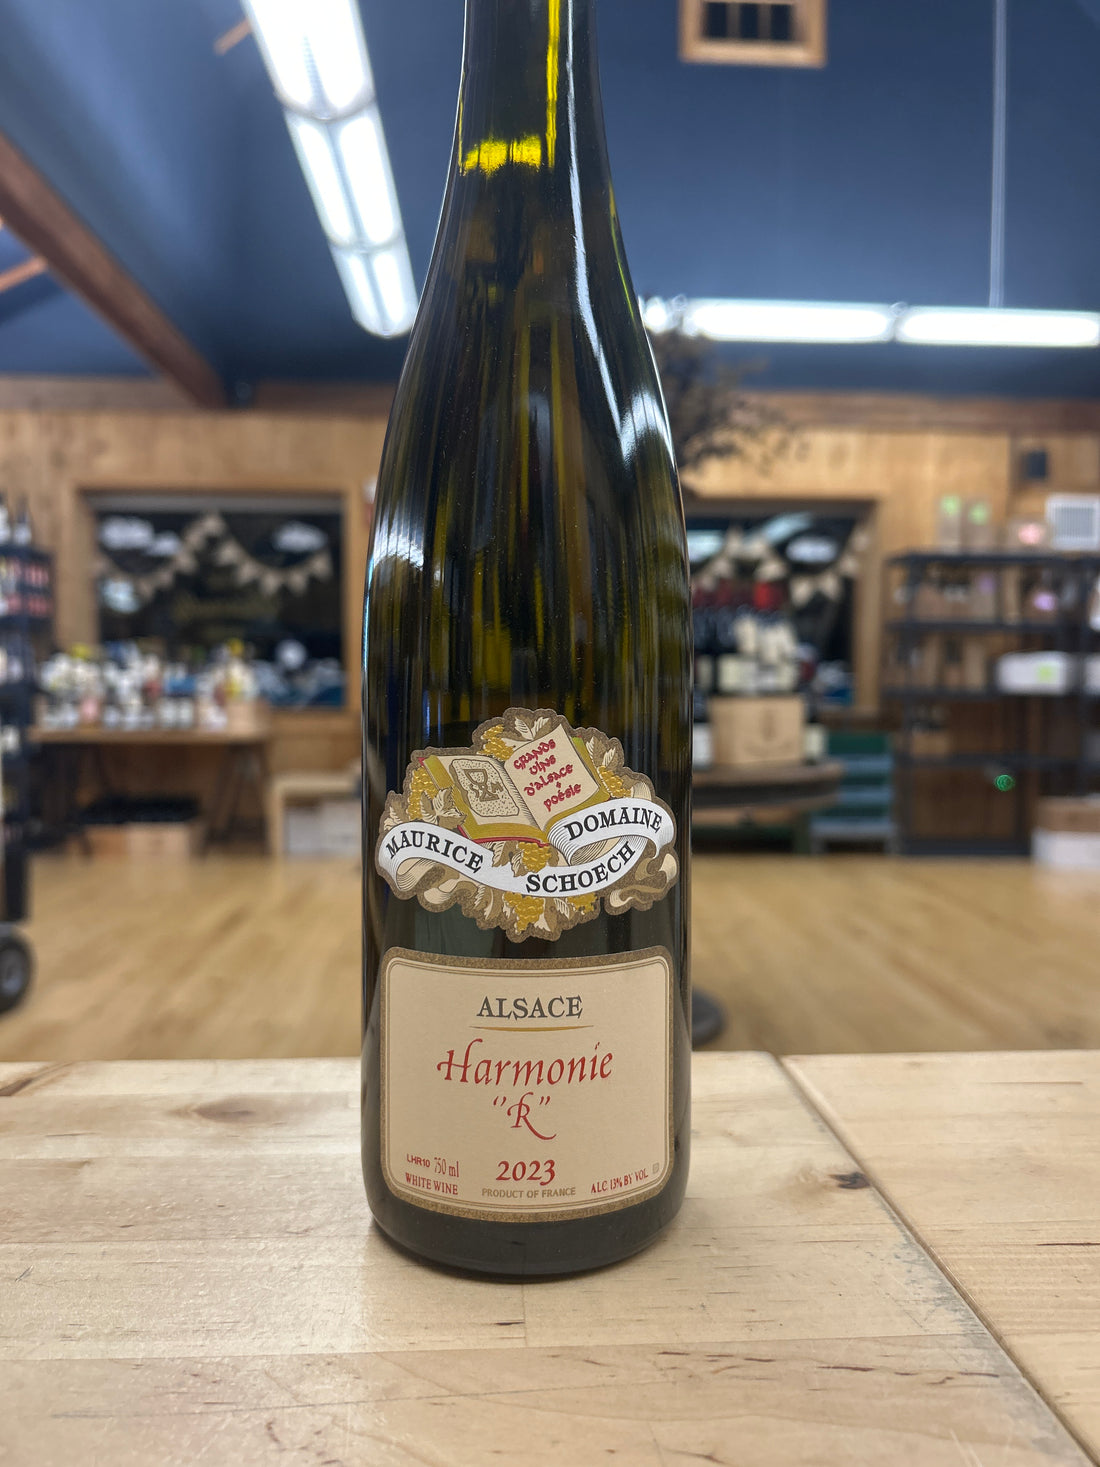 Grands
Vins
d'alsace
poésie
MAURICE SCHOECH DOMAINE
ALSACE
Harmonie
"R"
LHR10 750 ml
WHITE WINE
2023
PRODUCT OF FRANCE
ALC. 13% BY VOL.